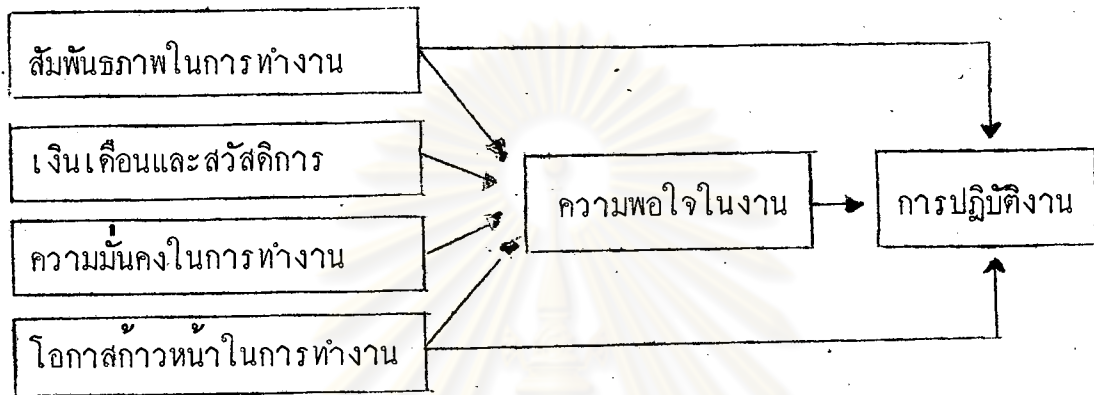 สัมพันธภาพในการทำงาน
เงินเดือนและสวัสดิการ
ความพอใจในงาน
การปฏิบัติงาน
ความมั่นคงในการทำงาน
โอกาสก้าวหน้าในการทำงาน